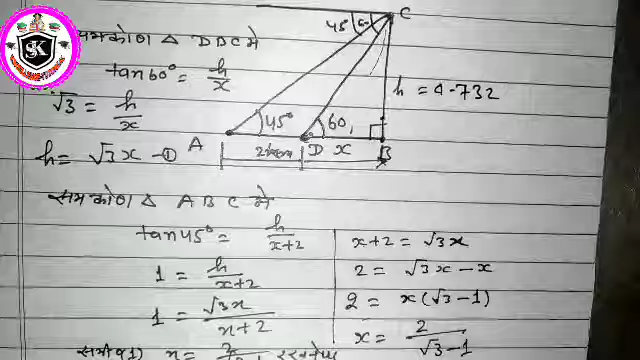 SK
समकोण △ DBC मे
tan60° = h/x
√3 = h/x
h = √3x - ①
45 60
C
h = 4.732
45° 60
A 2km D x B
समकोण △ ABC मे
tan45° = h/x+2
1 = h/x+2
1 = √3x/x+2
x+2 = √3x
2 = √3x - x
2 = x(√3-1)
x = 2/√3-1